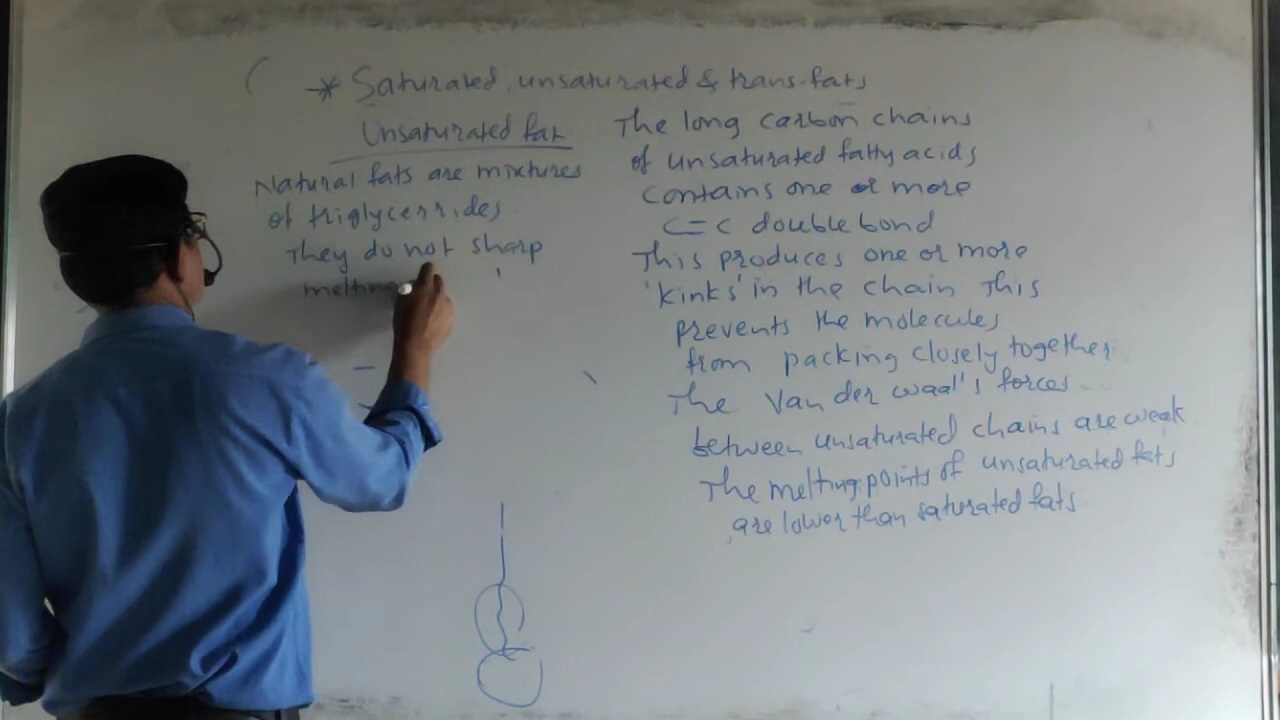 * Saturated, unsaturated & trans-fats
Unsaturated fat
Natural fats are mixtures
of triglycerrides
They do not sharp
melting
The long carbon chains
of unsaturated fatty acids
contains one or more
C=C double bond
This produces one or more
'kinks' in the chain This
prevents the molecules
from packing closely together
The Van der waal's forces
between unsaturated chains are weak
The melting points of unsaturated fats
are lower than saturated fats